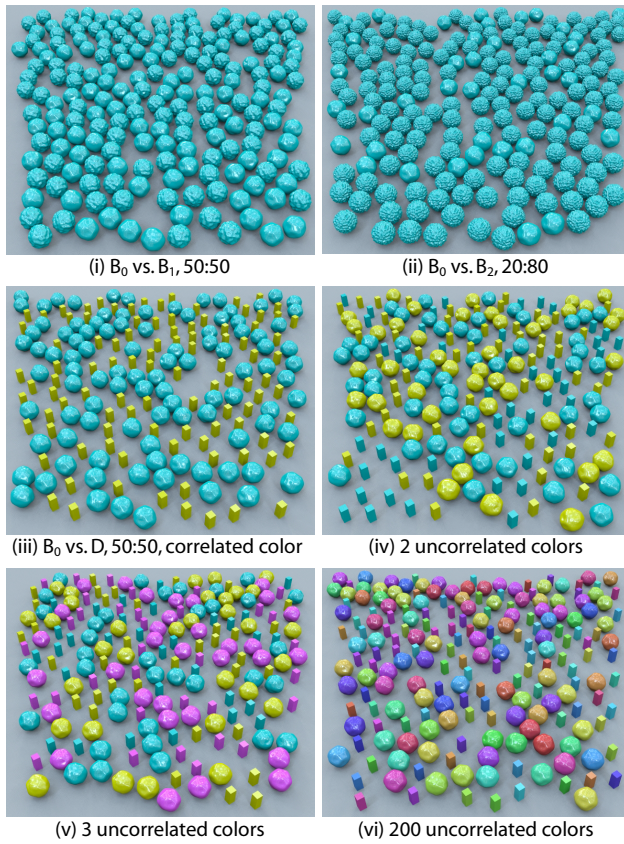 (i) B₀ vs. B₁, 50:50
(ii) B₀ vs. B₂, 20:80
(iii) B₀ vs. D, 50:50, correlated color
(iv) 2 uncorrelated colors
(v) 3 uncorrelated colors
(vi) 200 uncorrelated colors